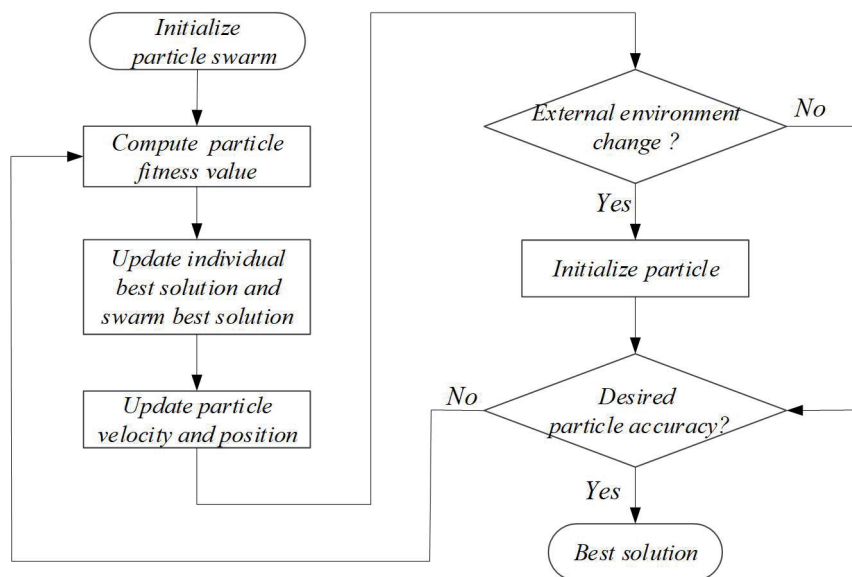 Initialize
particle swarm
Compute particle
fitness value
Update individual
best solution and
swarm best solution
Update particle
velocity and position
External environment
change ?
No
Yes
Initialize particle
Desired
particle accuracy?
No
Yes
Best solution